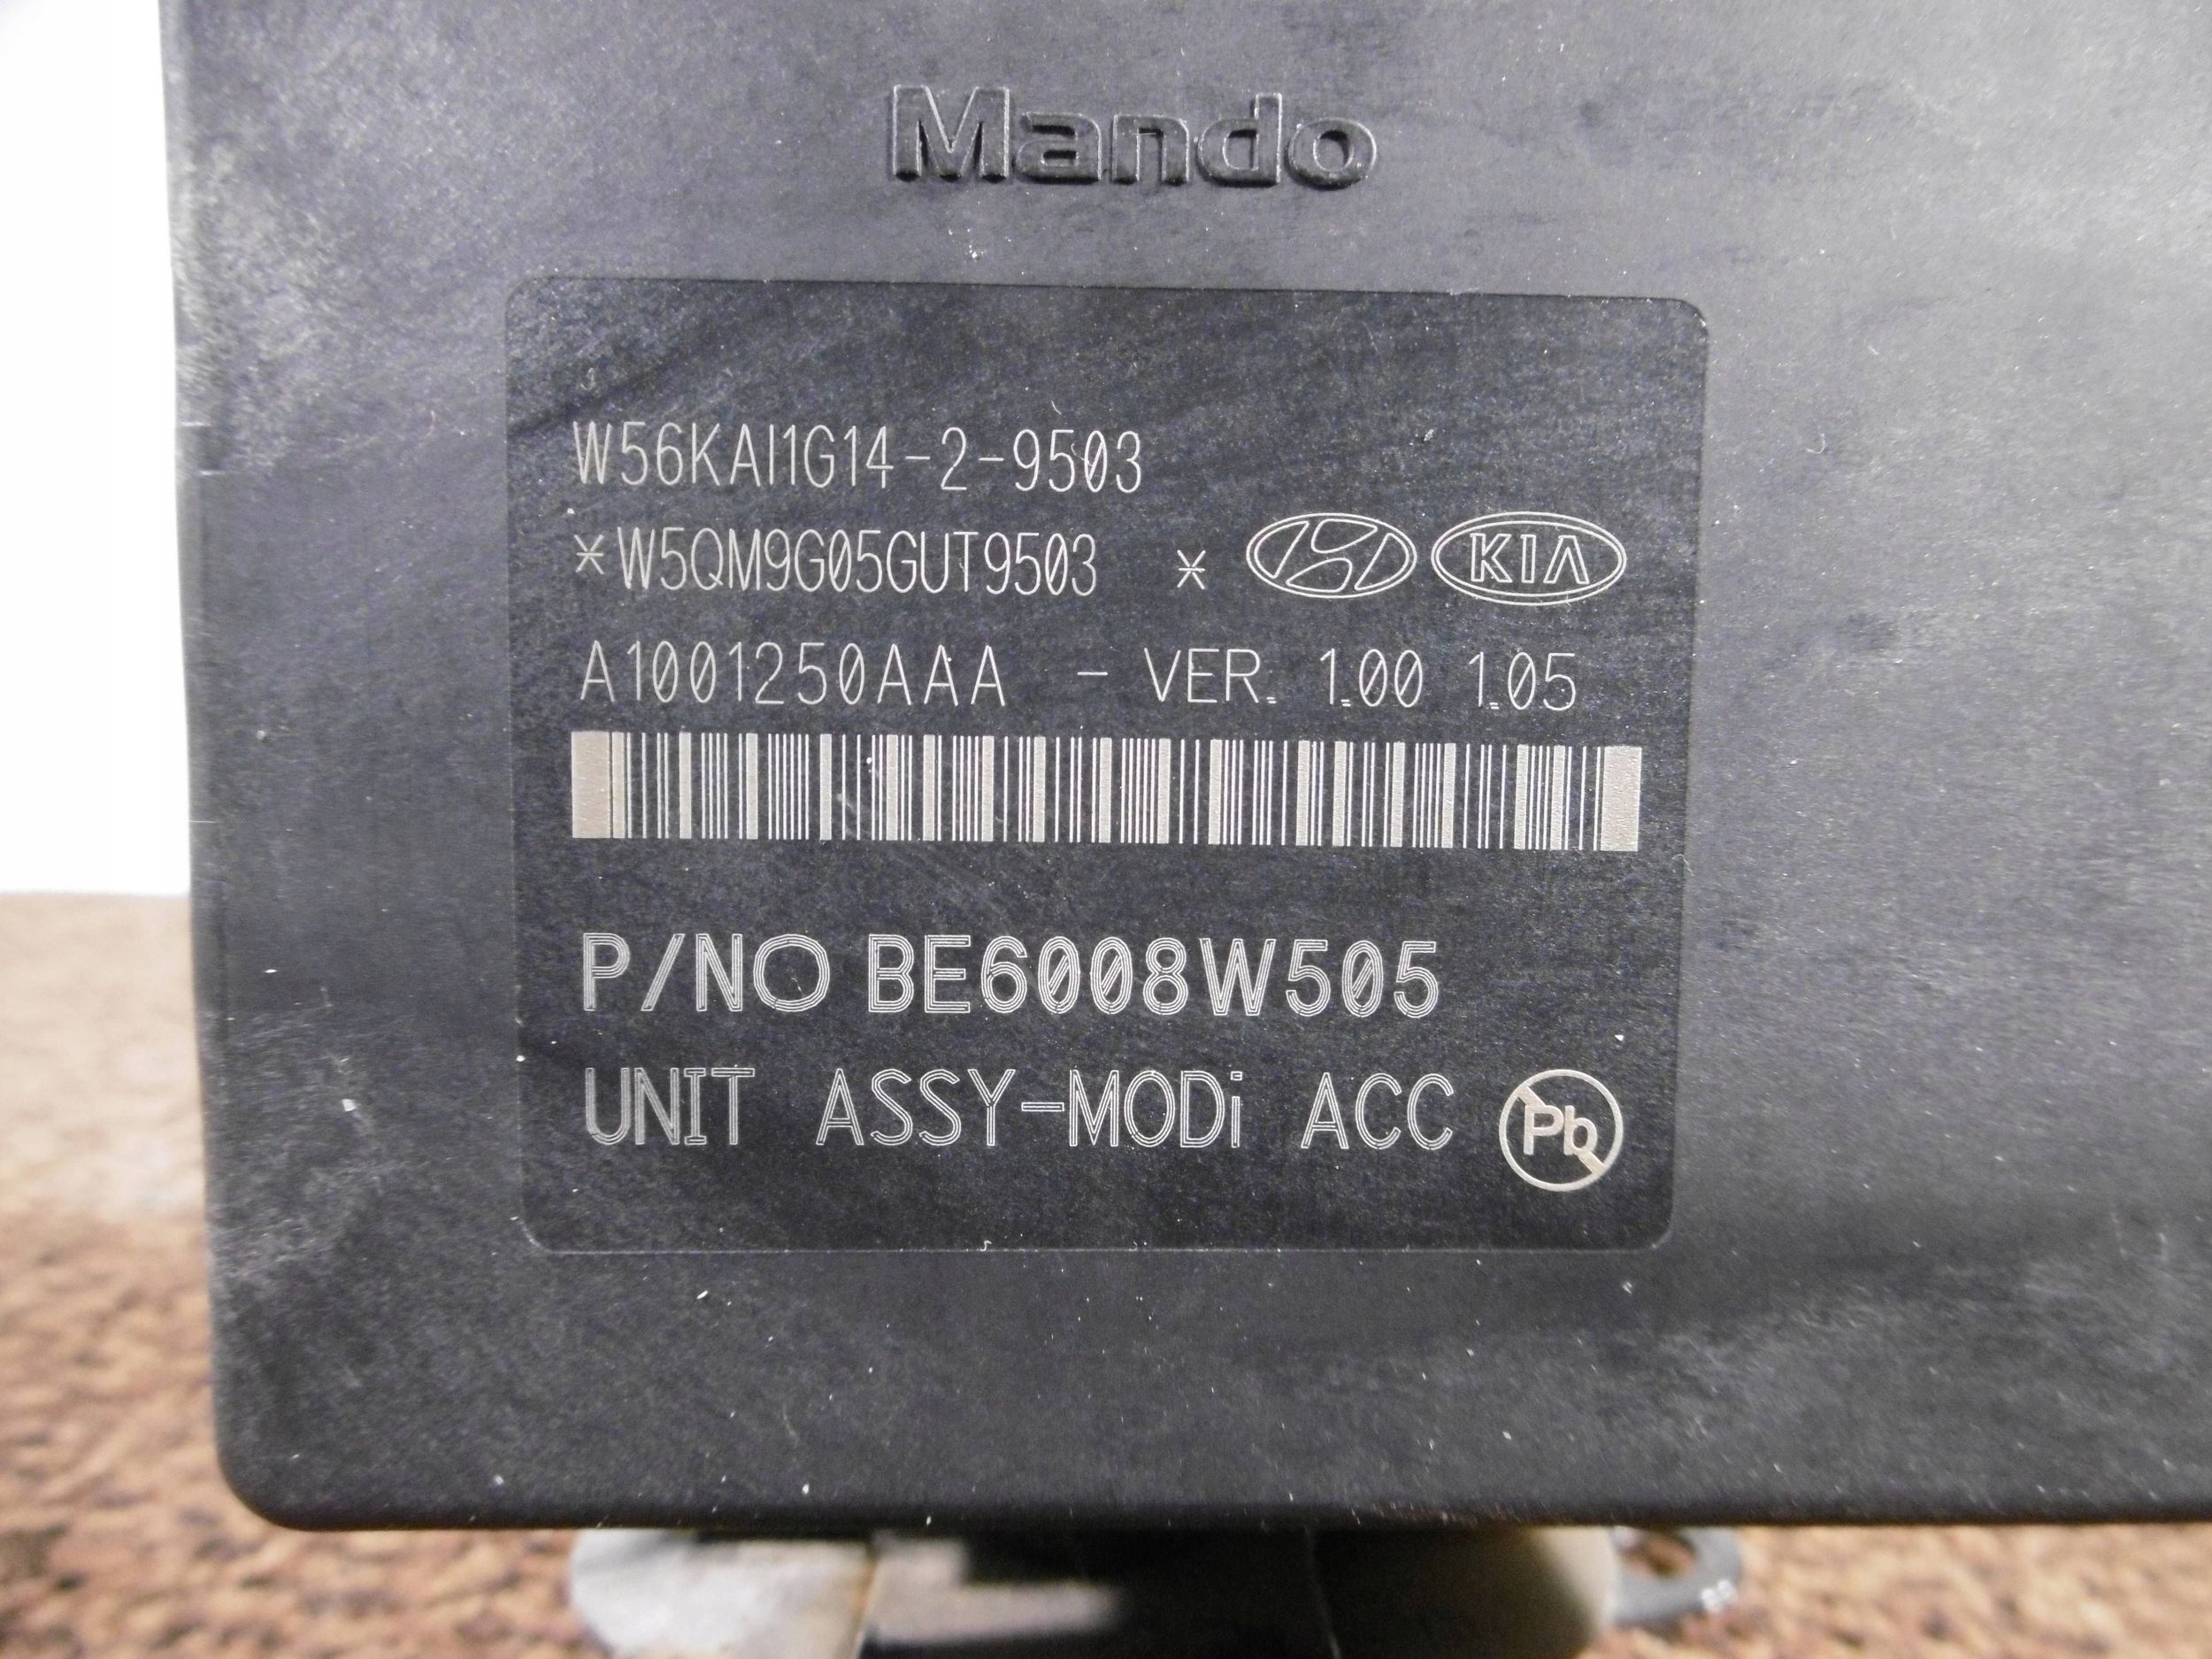 Mando
W56KAI1G14-2-9503
*W5QM9G05GUT9503 * KIA
A1001250AAA - VER. 1.00 1.05
P/NO BE6008W505
UNIT ASSY-MODi ACC Pb